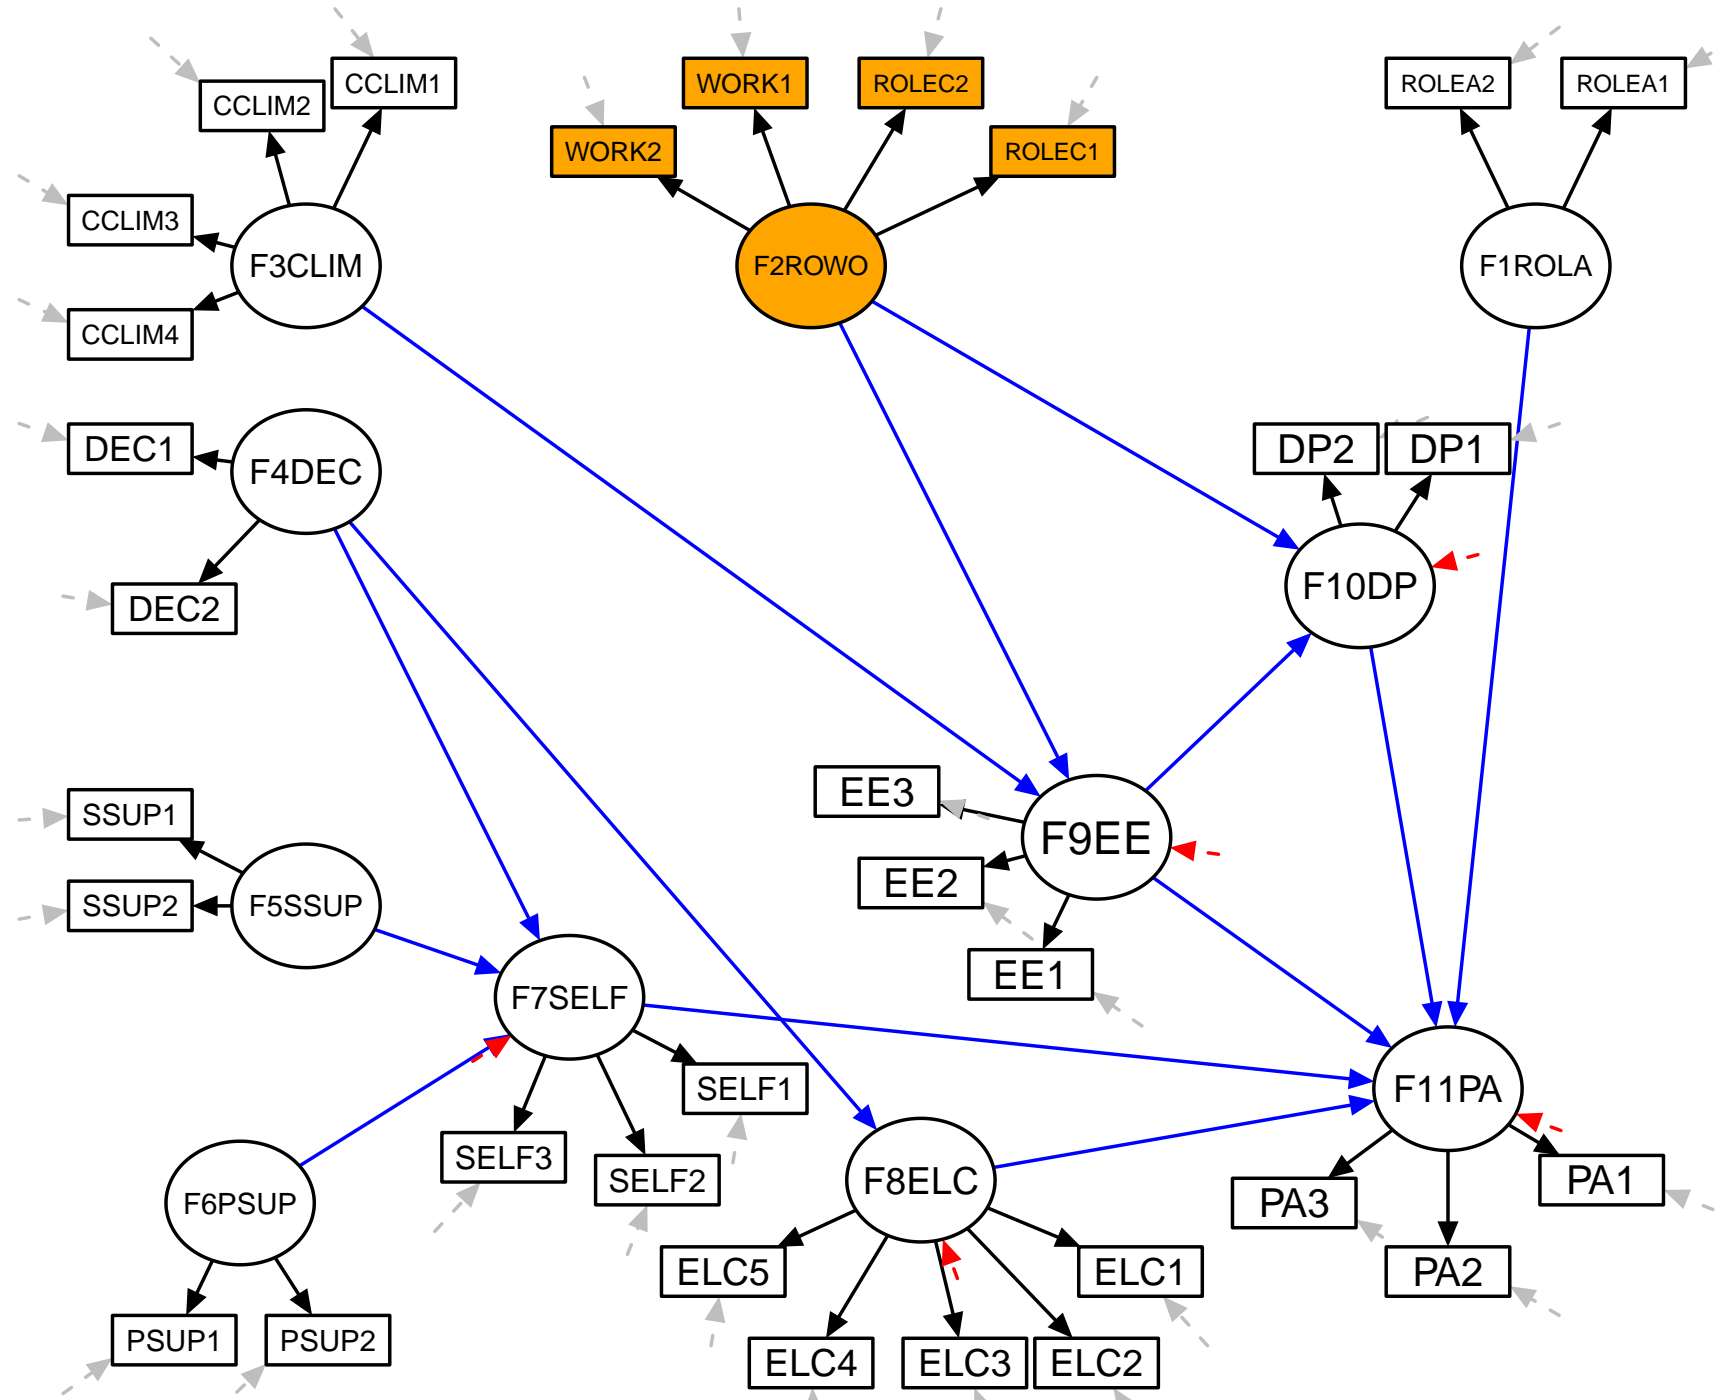 CCLIM1
WORK1
ROLEC2
ROLEA2
ROLEA1
CCLIM2
WORK2
ROLEC1
CCLIM3
F3CLIM
F2ROWO
F1ROLA
CCLIM4
DEC1
F4DEC
DP2
DP1
DEC2
F10DP
SSUP1
EE3
F9EE
SSUP2
F5SSUP
EE2
EE1
F7SELF
SELF1
F11PA
SELF3
SELF2
F6PSUP
F8ELC
PA3
PA1
ELC5
ELC1
PA2
PSUP1
PSUP2
ELC4
ELC3
ELC2